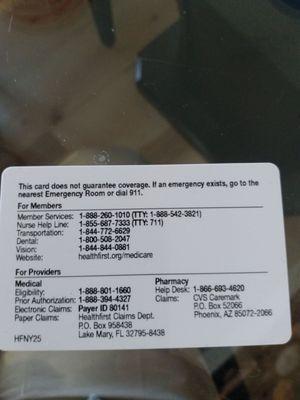 This card does not guarantee coverage. If an emergency exists, go to the
nearest Emergency Room or dial 911.
For Members
Member Services: 1-888-260-1010 (TTY: 1-888-542-3821)
Nurse Help Line: 1-855-687-7333 (TTY: 711)
Transportation: 1-844-772-6629
Dental: 1-800-508-2047
Vision: 1-844-844-0881
Website: healthfirst.org/medicare
For Providers
Medical
Eligibility: 1-888-801-1660
Prior Authorization: 1-888-394-4327
Electronic Claims: Payer ID 80141
Paper Claims: Healthfirst Claims Dept.
P.O. Box 958438
Lake Mary, FL 32795-8438
Pharmacy
Help Desk: 1-866-693-4620
Claims: CVS Caremark
P.O. Box 52066
Phoenix, AZ 85072-2066
HFNY25